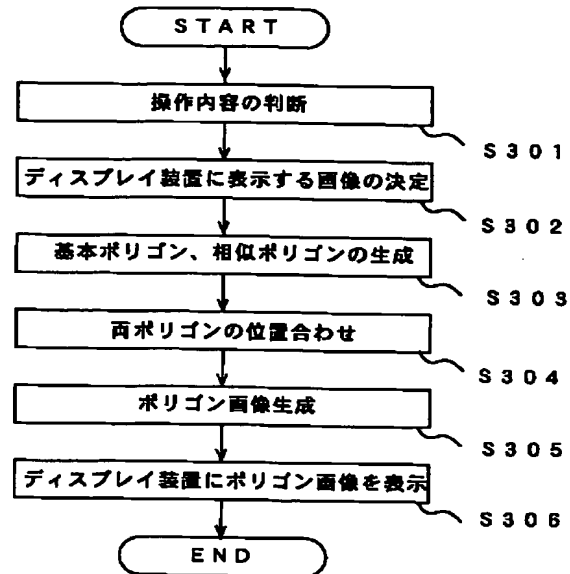 START
操作内容の判断
S301
ディスプレイ装置に表示する画像の決定
S302
基本ポリゴン、相似ポリゴンの生成
S303
両ポリゴンの位置合わせ
S304
ポリゴン画像生成
S305
ディスプレイ装置にポリゴン画像を表示
S306
END